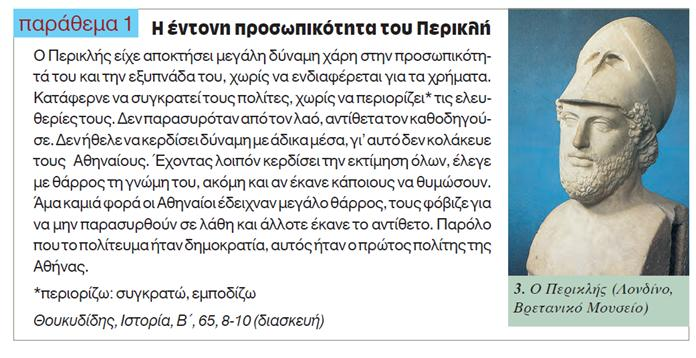 παράθεμα 1
Η έντονη προσωπικότητα του Περικλή
Ο Περικλής είχε αποκτήσει μεγάλη δύναμη χάρη στην προσωπικότη-
τά του και την εξυπνάδα του, χωρίς να ενδιαφέρεται για τα χρήματα.
Κατάφερνε να συγκρατεί τους πολίτες, χωρίς να περιορίζει* τις ελευ-
θερίες τους. Δεν παρασυρόταν από τον λαό, αντίθετα τον καθοδηγού-
σε. Δεν ήθελε να κερδίσει δύναμη με άδικα μέσα, γι' αυτό δεν κολάκευε
τους Αθηναίους. Έχοντας λοιπόν κερδίσει την εκτίμηση όλων, έλεγε
με θάρρος τη γνώμη του, ακόμη και αν έκανε κάποιους να θυμώσουν.
Άμα καμιά φορά οι Αθηναίοι έδειχναν μεγάλο θάρρος, τους φόβιζε για
να μην παρασυρθούν σε λάθη και άλλοτε έκανε το αντίθετο. Παρόλο
που το πολίτευμα ήταν δημοκρατία, αυτός ήταν ο πρώτος πολίτης της
Αθήνας.
*περιορίζω: συγκρατώ, εμποδίζω
Θουκυδίδης, Ιστορία, Β΄, 65, 8-10 (διασκευή)
3. Ο Περικλής (Λονδίνο,
Βρετανικό Μουσείο)